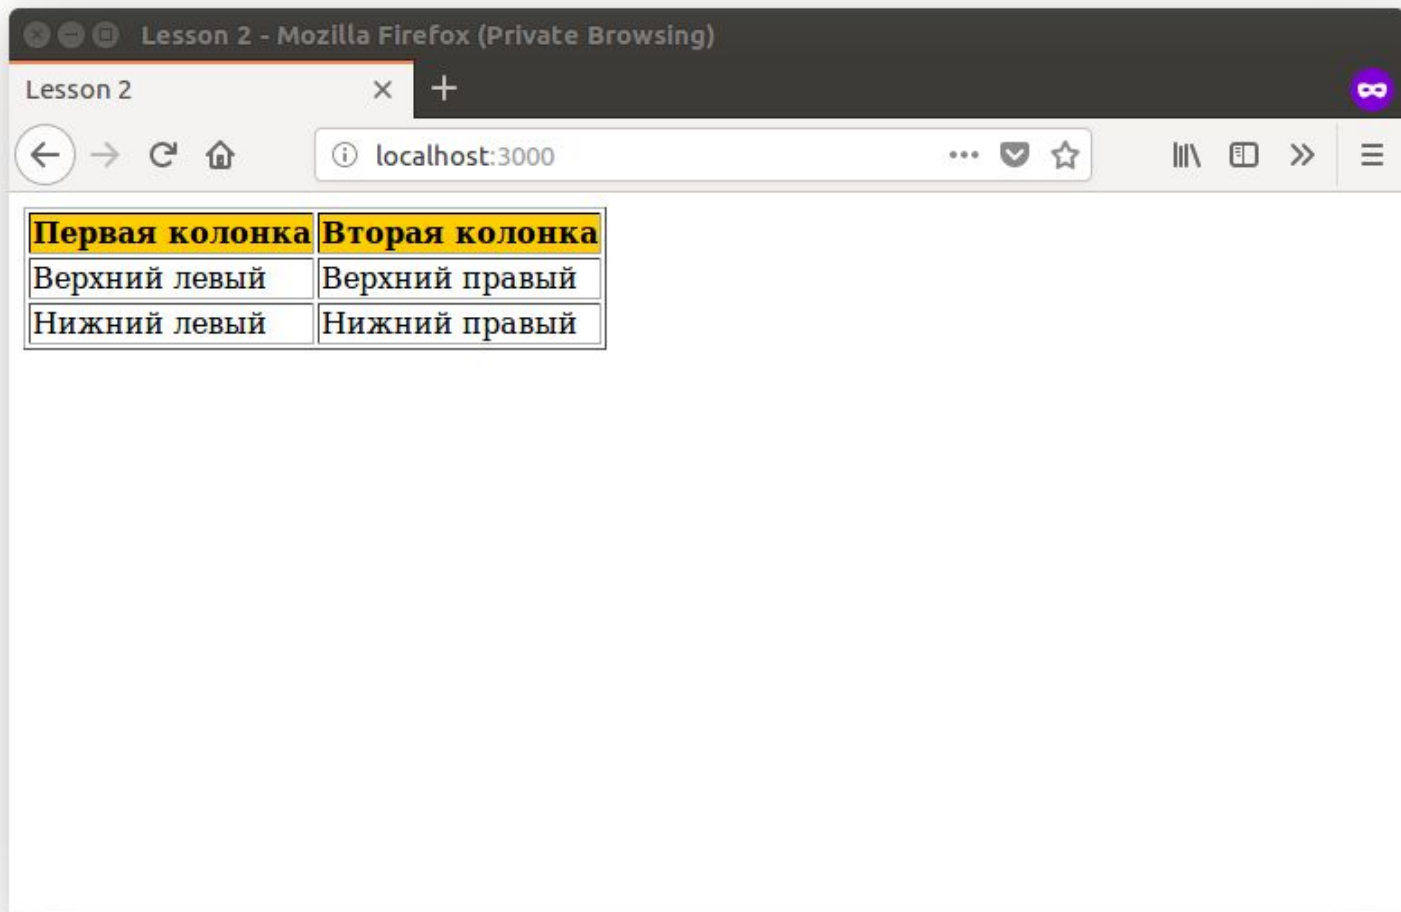 Lesson 2 - Mozilla Firefox (Private Browsing)
Lesson 2
localhost:3000
Первая колонка Вторая колонка
Верхний левый Верхний правый
Нижний левый Нижний правый